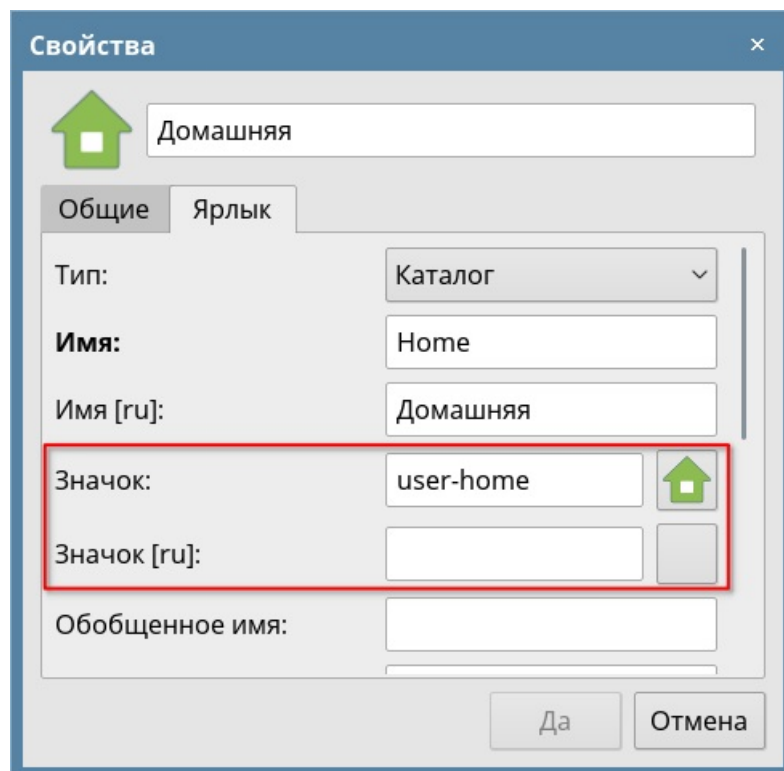 Свойства
Домашняя
Общие Ярлык
Тип: Каталог
Имя: Home
Имя [ru]: Домашняя
Значок: user-home
Значок [ru]:
Обобщенное имя:
Да Отмена